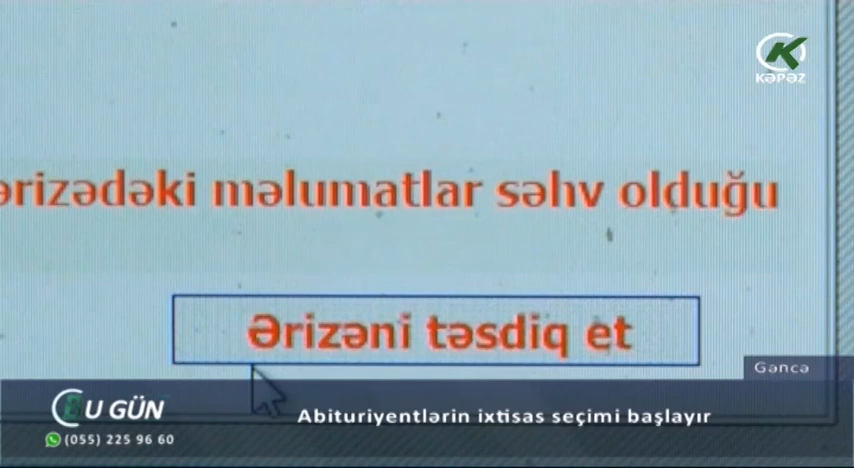 KƏPƏZ
ərizədəki məlumatlar səhv olduğu
Ərizəni təsdiq et
Gəncə
BU GÜN
Abituriyentlərin ixtisas seçimi başlayır
(055) 225 96 60